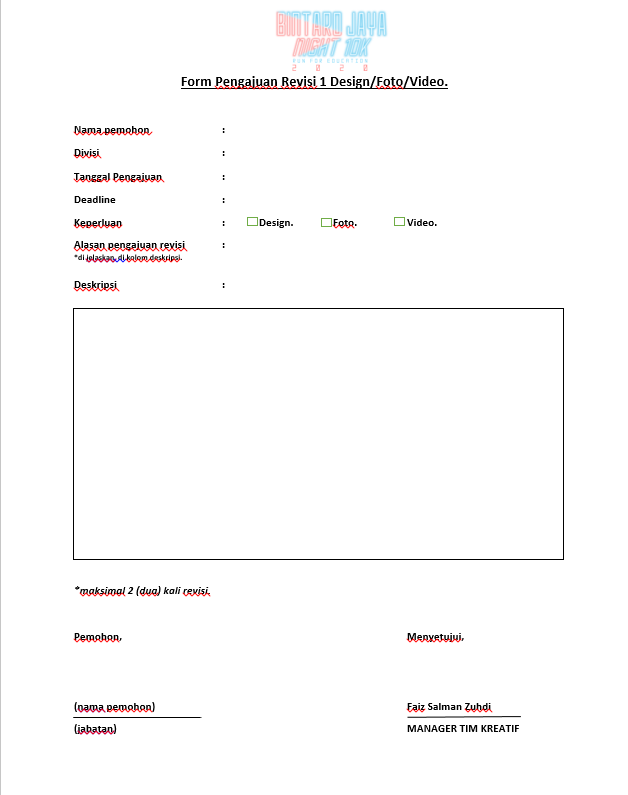 BINTARO JAYA
NIGHT 10K
RUN FOR EDUCATION
2 0 2 0
Form Pengajuan Revisi 1 Design/Foto/Video.
Nama pemohon :
Divisi :
Tanggal Pengajuan :
Deadline :
Keperluan : Design. Foto. Video.
Alasan pengajuan revisi :
*di jelaskan, di kolom deskripsi.
Deskripsi :
*maksimal 2 (dua) kali revisi.
Pemohon, Menyetujui,
(nama pemohon) Faiz Salman Zuhdi
(jabatan) MANAGER TIM KREATIF